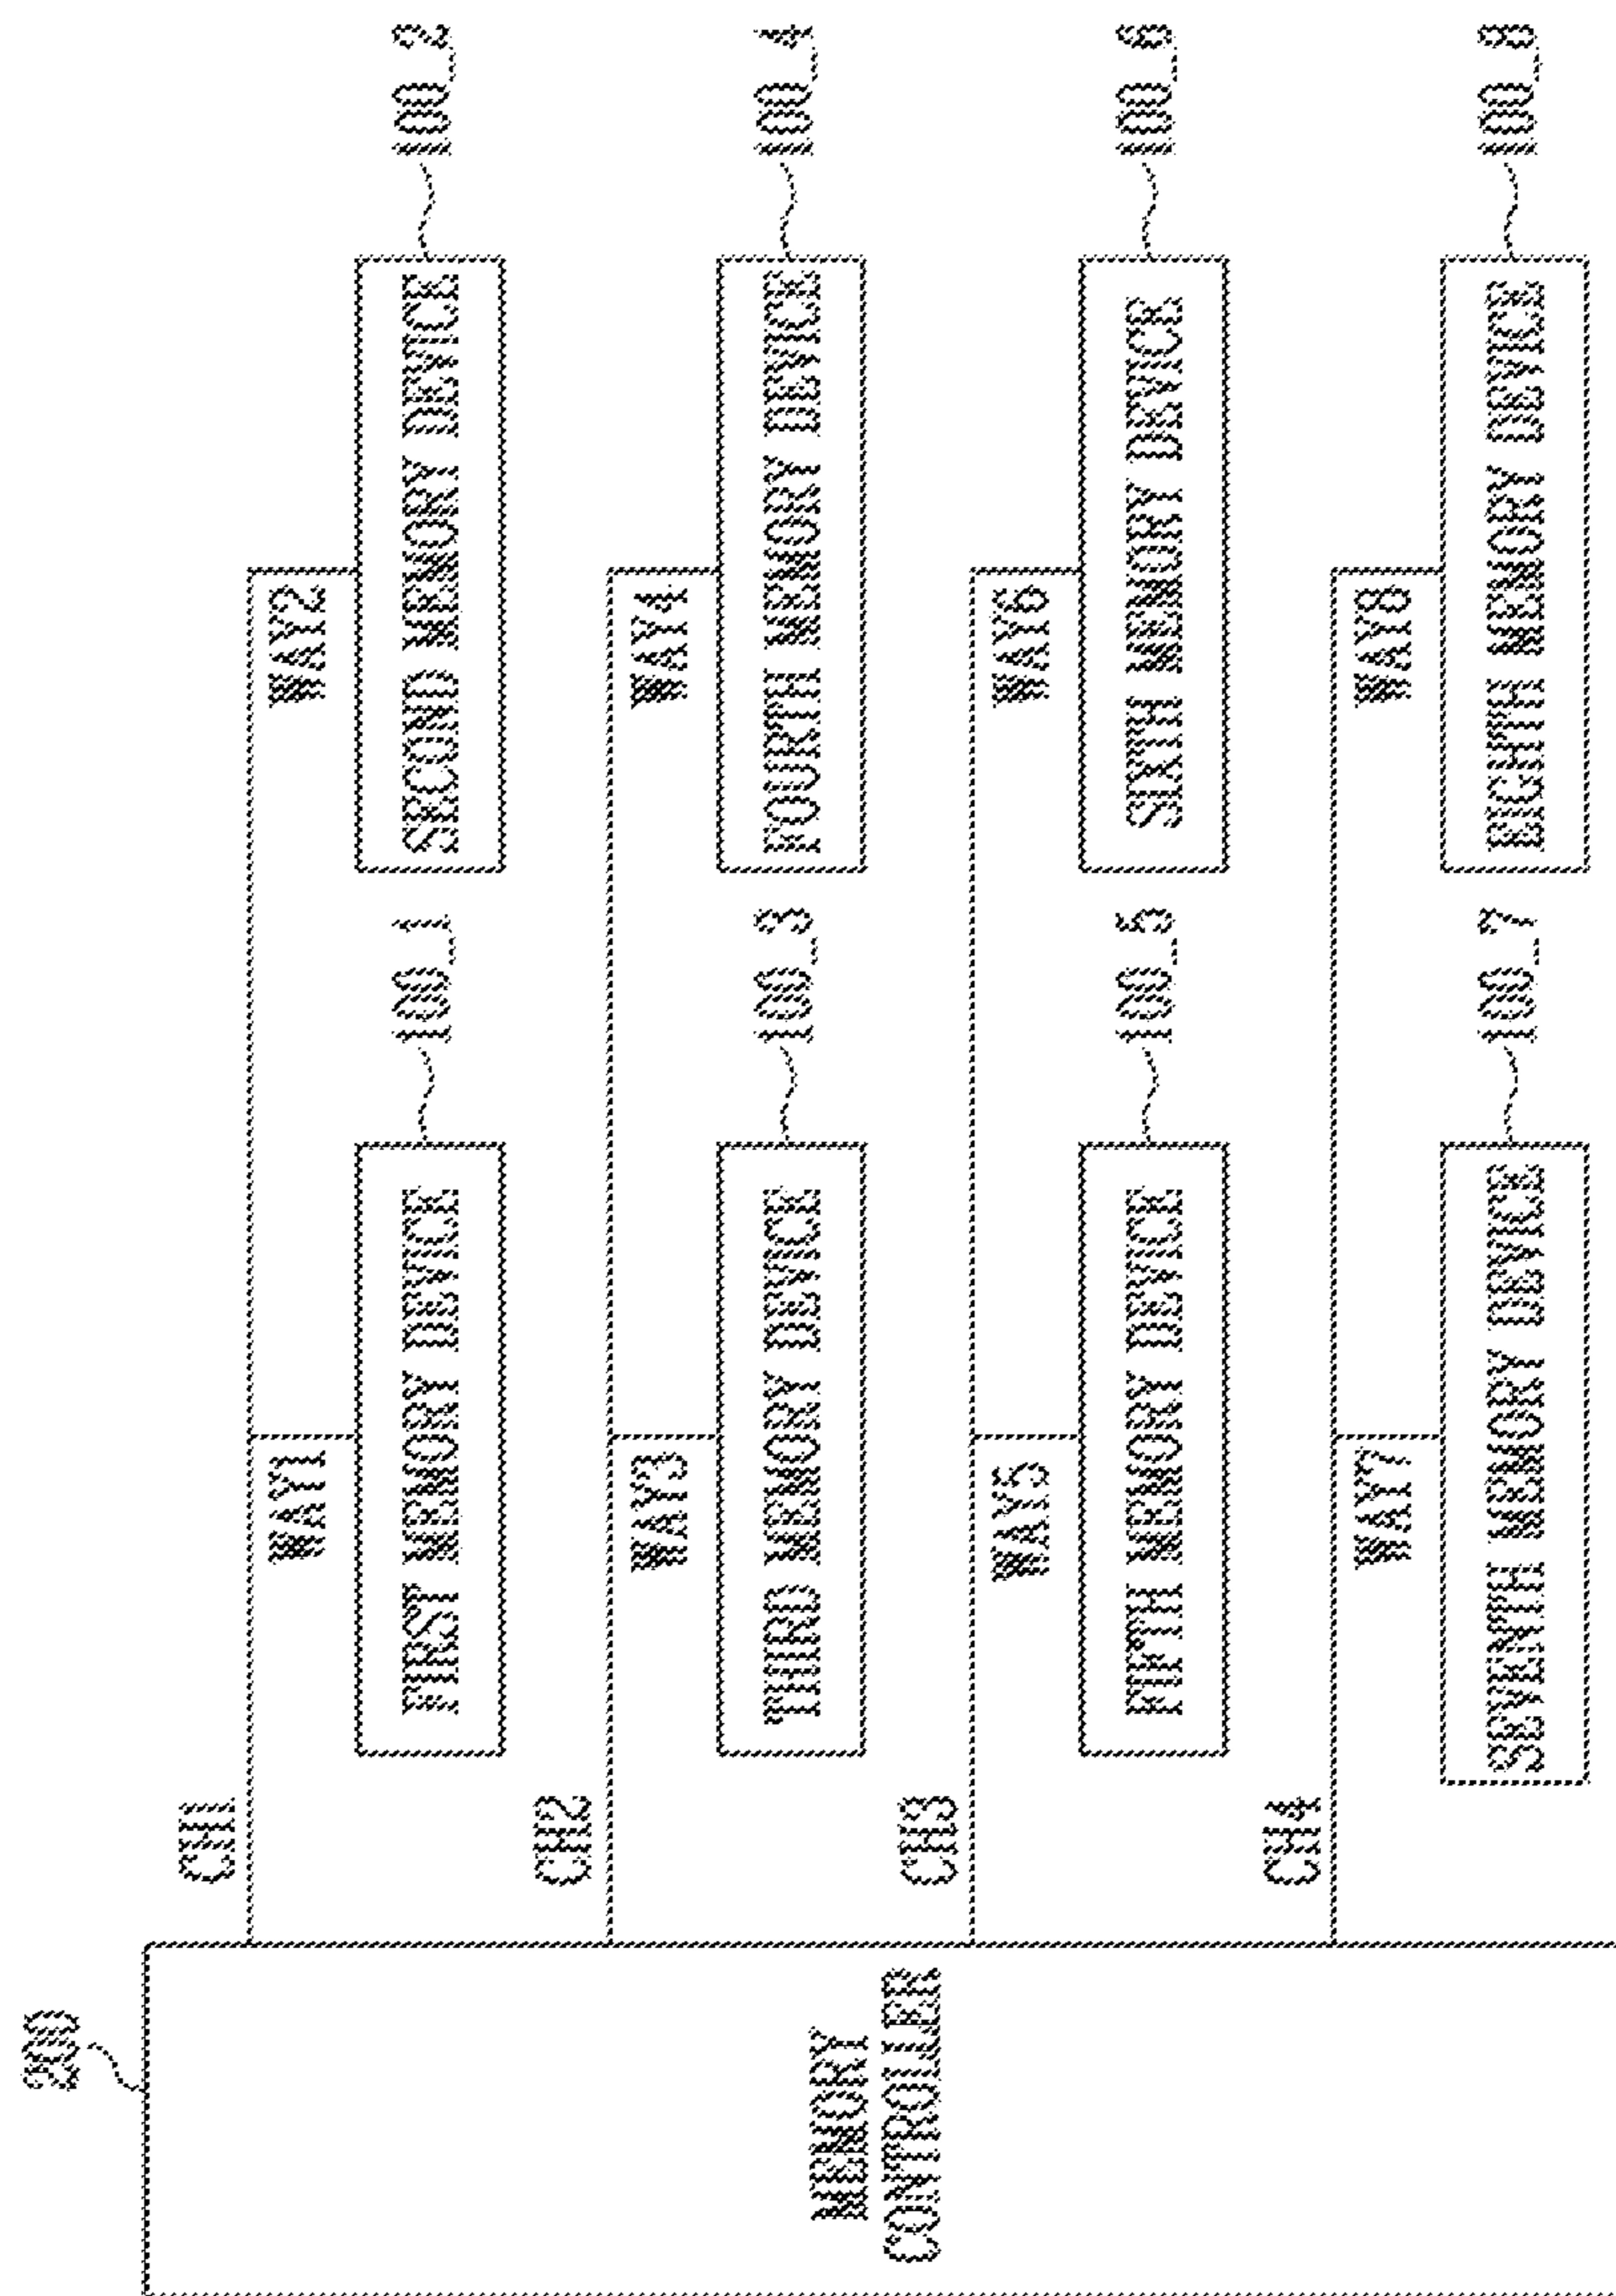 200
MEMORY
CONTROLLER
CH1
WAY1
WAY2
FIRST MEMORY DEVICE
100_1
SECOND MEMORY DEVICE
100_2
CH2
WAY3
WAY4
THIRD MEMORY DEVICE
100_3
FOURTH MEMORY DEVICE
100_4
CH3
WAY5
WAY6
FIFTH MEMORY DEVICE
100_5
SIXTH MEMORY DEVICE
100_6
CH4
WAY7
WAY8
SEVENTH MEMORY DEVICE
100_7
EIGHTH MEMORY DEVICE
100_8